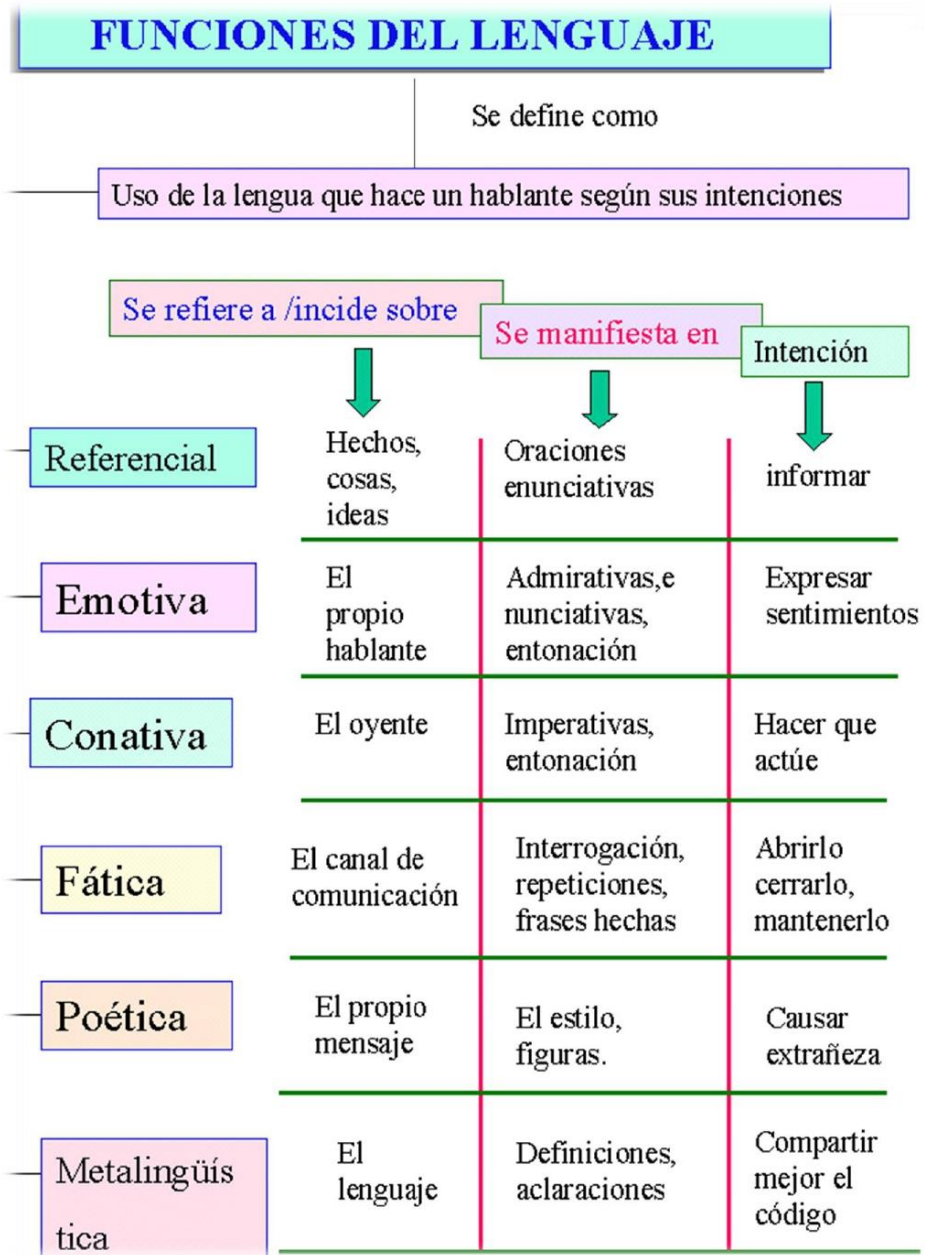 FUNCIONES DEL LENGUAJE
Se define como
Uso de la lengua que hace un hablante según sus intenciones
Se refiere a /incide sobre
Se manifiesta en
Intención
Referencial
Hechos,
cosas,
ideas
Oraciones
enunciativas
informar
Emotiva
El
propio
hablante
Admirativas,e
nunciativas,
entonación
Expresar
sentimientos
Conativa
El oyente
Imperativas,
entonación
Hacer que
actúe
Fática
El canal de
comunicación
Interrogación,
repeticiones,
frases hechas
Abrirlo
cerrarlo,
mantenerlo
Poética
El propio
mensaje
El estilo,
figuras.
Causar
extrañeza
Metalingüís
tica
El
lenguaje
Definiciones,
aclaraciones
Compartir
mejor el
código